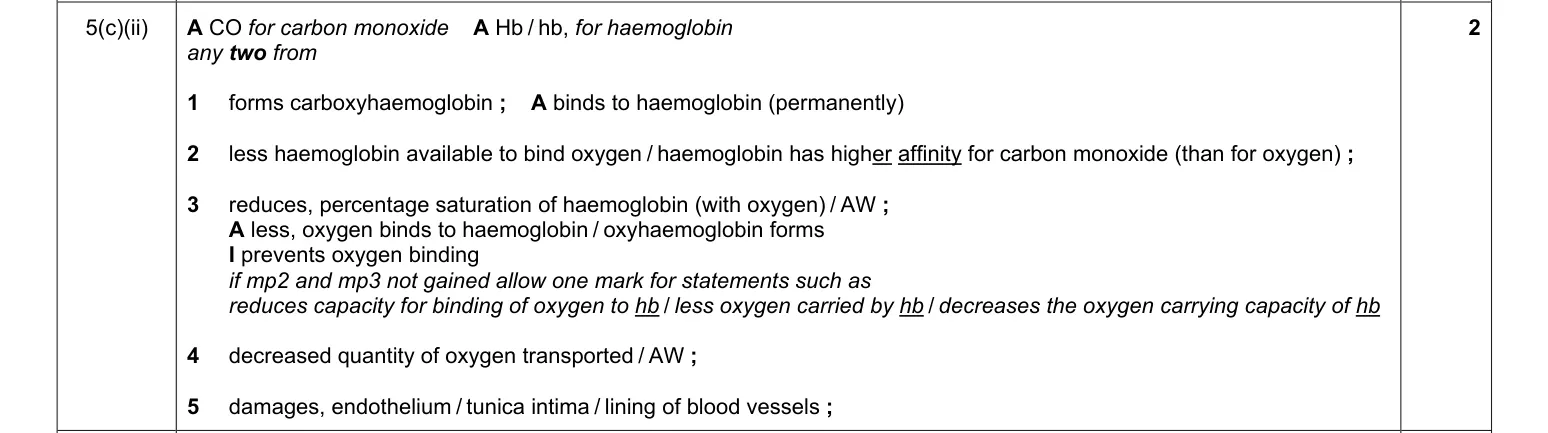 5(c)(ii) A CO for carbon monoxide A Hb / hb, for haemoglobin 2
any two from
1 forms carboxyhaemoglobin ; A binds to haemoglobin (permanently)
2 less haemoglobin available to bind oxygen / haemoglobin has higher affinity for carbon monoxide (than for oxygen) ;
3 reduces, percentage saturation of haemoglobin (with oxygen) / AW ;
A less, oxygen binds to haemoglobin / oxyhaemoglobin forms
I prevents oxygen binding
if mp2 and mp3 not gained allow one mark for statements such as
reduces capacity for binding of oxygen to hb / less oxygen carried by hb / decreases the oxygen carrying capacity of hb
4 decreased quantity of oxygen transported / AW ;
5 damages, endothelium / tunica intima / lining of blood vessels ;